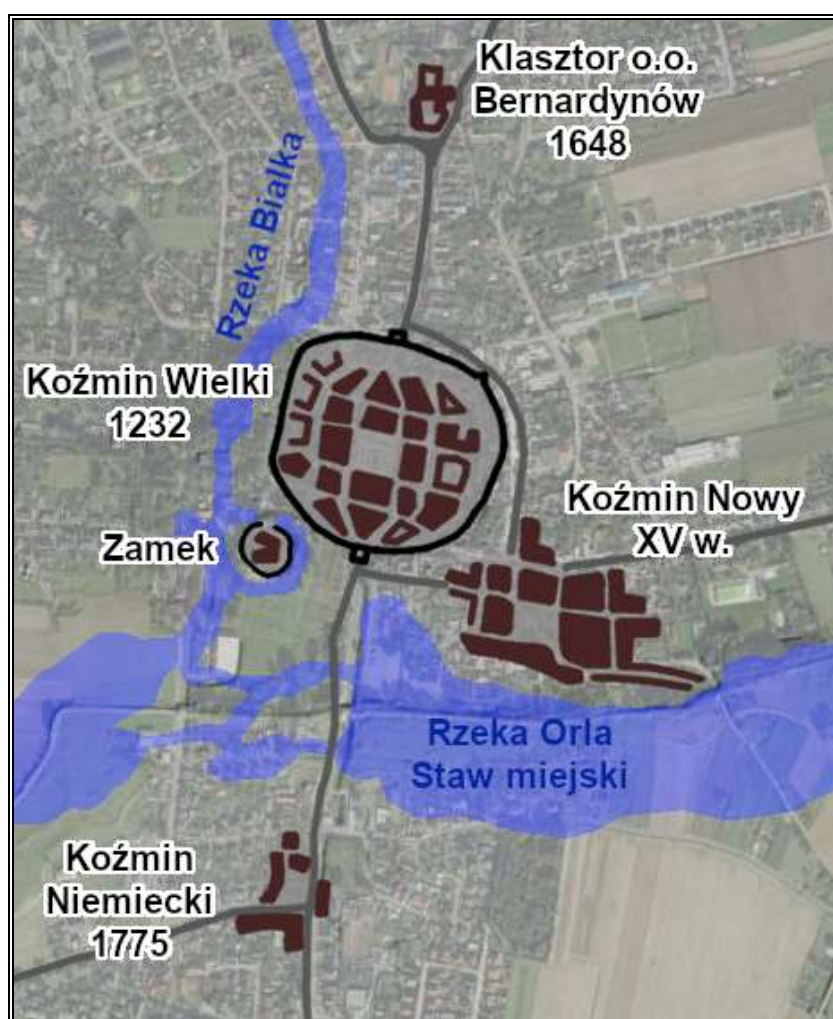 Klasztor o.o.
Bernardynów
1648
Rzeka Białka
Koźmin Wielki
1232
Koźmin Nowy
XV w.
Zamek
Rzeka Orla
Staw miejski
Koźmin
Niemiecki
1775